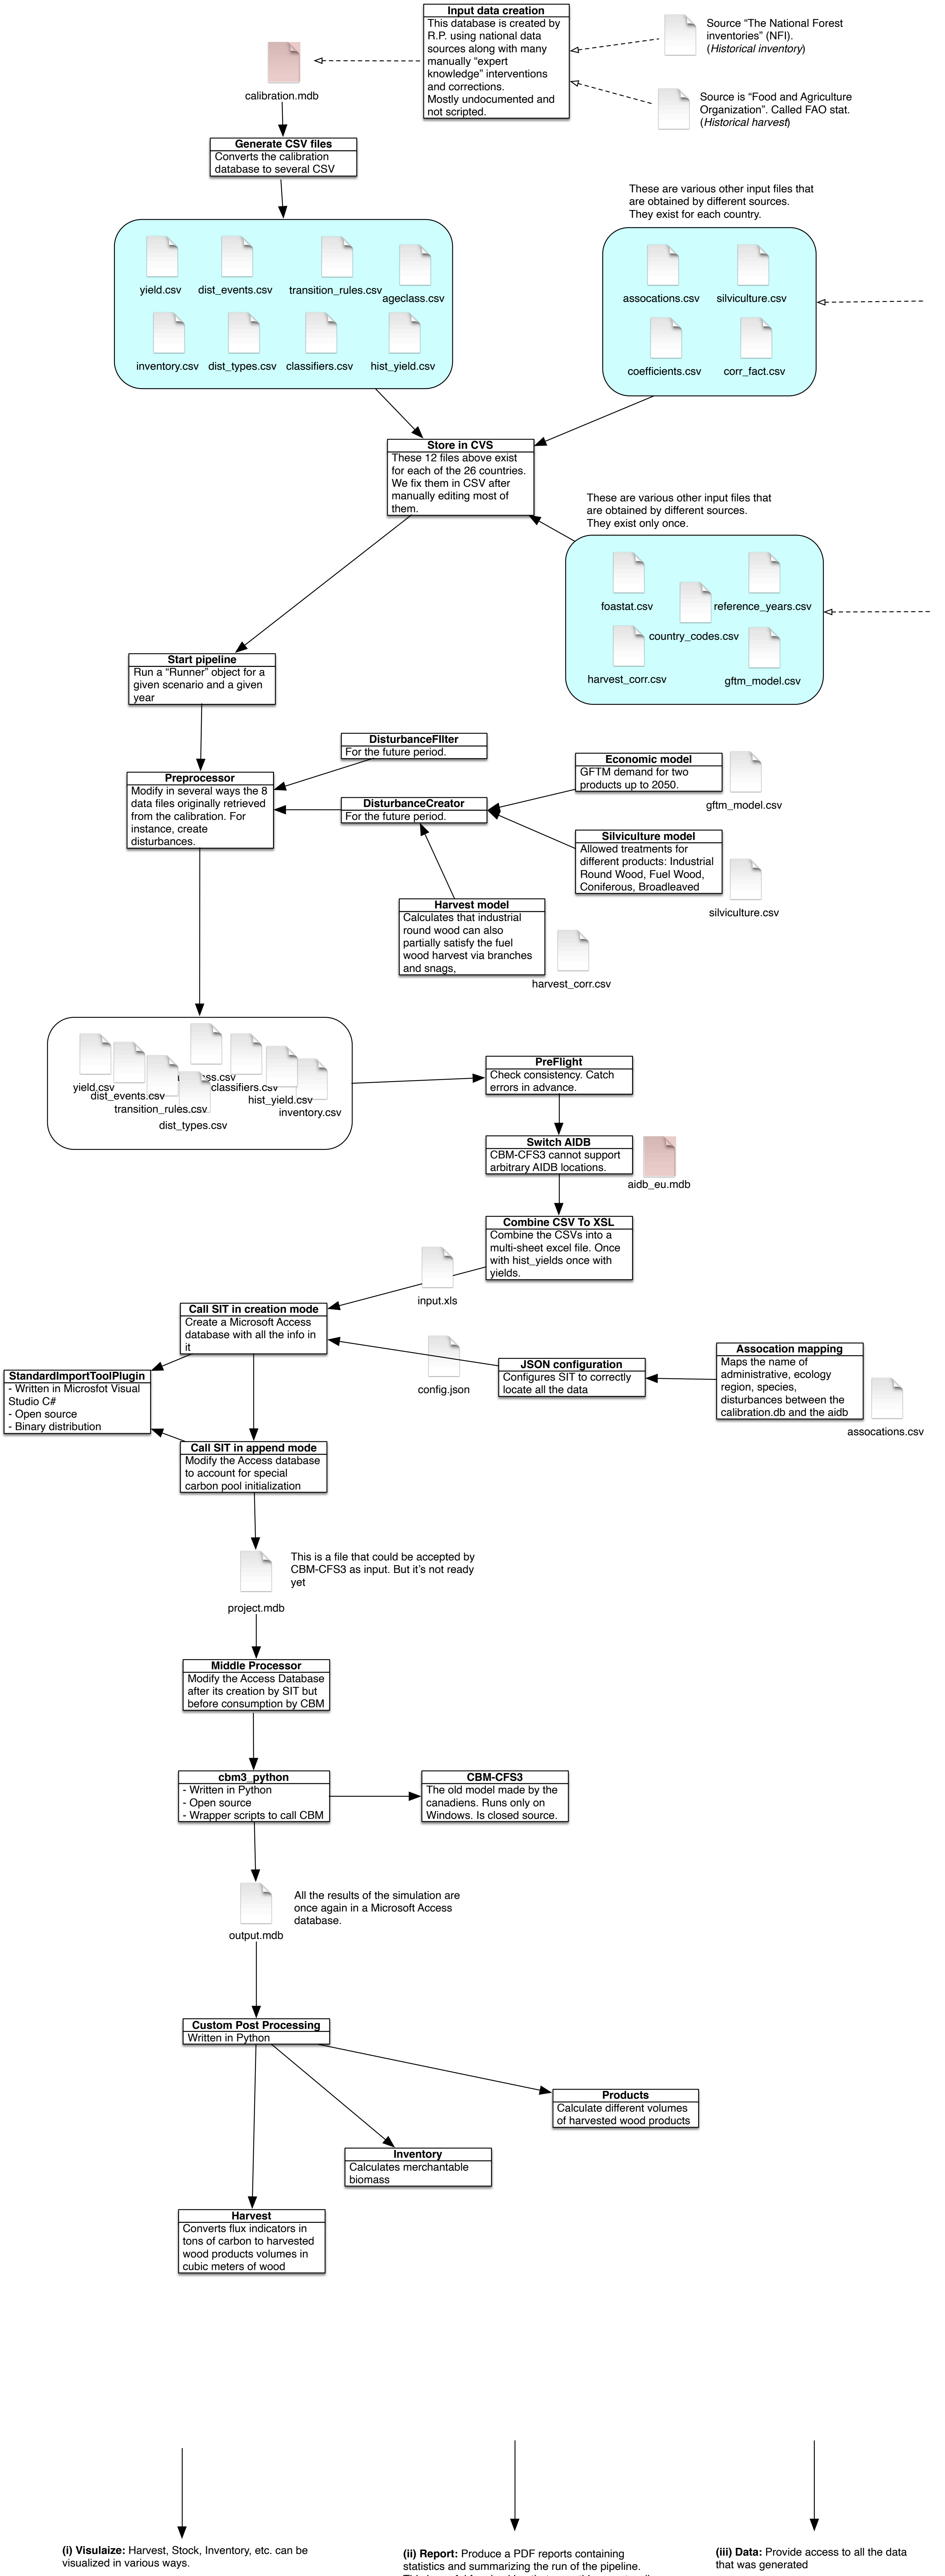 Input data creation
This database is created by
R.P. using national data
sources along with many
manually “expert
knowledge” interventions
and corrections.
Mostly undocumented and
not scripted.
Source “The National Forest
inventories” (NFI).
(Historical inventory)
Source is “Food and Agriculture
Organization”. Called FAO stat.
(Historical harvest)
calibration.mdb
Generate CSV files
Converts the calibration
database to several CSV
These are various other input files that
are obtained by different sources.
They exist for each country.
yield.csv
dist_events.csv
transition_rules.csv
ageclass.csv
inventory.csv
dist_types.csv
classifiers.csv
hist_yield.csv
assocations.csv
silviculture.csv
coefficients.csv
corr_fact.csv
Store in CVS
These 12 files above exist
for each of the 26 countries.
We fix them in CSV after
manually editing most of
them.
These are various other input files that
are obtained by different sources.
They exist only once.
foastat.csv
reference_years.csv
country_codes.csv
harvest_corr.csv
gftm_model.csv
Start pipeline
Run a “Runner” object for a
given scenario and a given
year
DisturbanceFIlter
For the future period.
Preprocessor
Modify in several ways the 8
data files originally retrieved
from the calibration. For
instance, create
disturbances.
DisturbanceCreator
For the future period.
Economic model
GFTM demand for two
products up to 2050.
gftm_model.csv
Silviculture model
Allowed treatments for
different products: Industrial
Round Wood, Fuel Wood,
Coniferous, Broadleaved
silviculture.csv
Harvest model
Calculates that industrial
round wood can also
partially satisfy the fuel
wood harvest via branches
and snags,
harvest_corr.csv
yield.csv
dist_events.csv
transition_rules.csv
dist_types.csv
classifiers.csv
hist_yield.csv
inventory.csv
PreFlight
Check consistency. Catch
errors in advance.
Switch AIDB
CBM-CFS3 cannot support
arbitrary AIDB locations.
aidb_eu.mdb
Combine CSV To XSL
Combine the CSVs into a
multi-sheet excel file. Once
with hist_yields once with
yields.
input.xls
Call SIT in creation mode
Create a Microsoft Access
database with all the info in
it
config.json
JSON configuration
Configures SIT to correctly
locate all the data
Assocation mapping
Maps the name of
administrative, ecology
region, species,
disturbances between the
calibration.db and the aidb
assocations.csv
StandardImportToolPlugin
- Written in Microsfot Visual
Studio C#
- Open source
- Binary distribution
Call SIT in append mode
Modify the Access database
to account for special
carbon pool initialization
This is a file that could be accepted by
CBM-CFS3 as input. But it’s not ready
yet
project.mdb
Middle Processor
Modify the Access Database
after its creation by SIT but
before consumption by CBM
cbm3_python
- Written in Python
- Open source
- Wrapper scripts to call CBM
CBM-CFS3
The old model made by the
canadiens. Runs only on
Windows. Is closed source.
All the results of the simulation are
once again in a Microsoft Access
database.
output.mdb
Custom Post Processing
Written in Python
Products
Calculate different volumes
of harvested wood products
Inventory
Calculates merchantable
biomass
Harvest
Converts flux indicators in
tons of carbon to harvested
wood products volumes in
cubic meters of wood
(i) Visulaize: Harvest, Stock, Inventory, etc. can be
visualized in various ways.
(ii) Report: Produce a PDF reports containing
statistics and summarizing the run of the pipeline.
(iii) Data: Provide access to all the data
that was generated